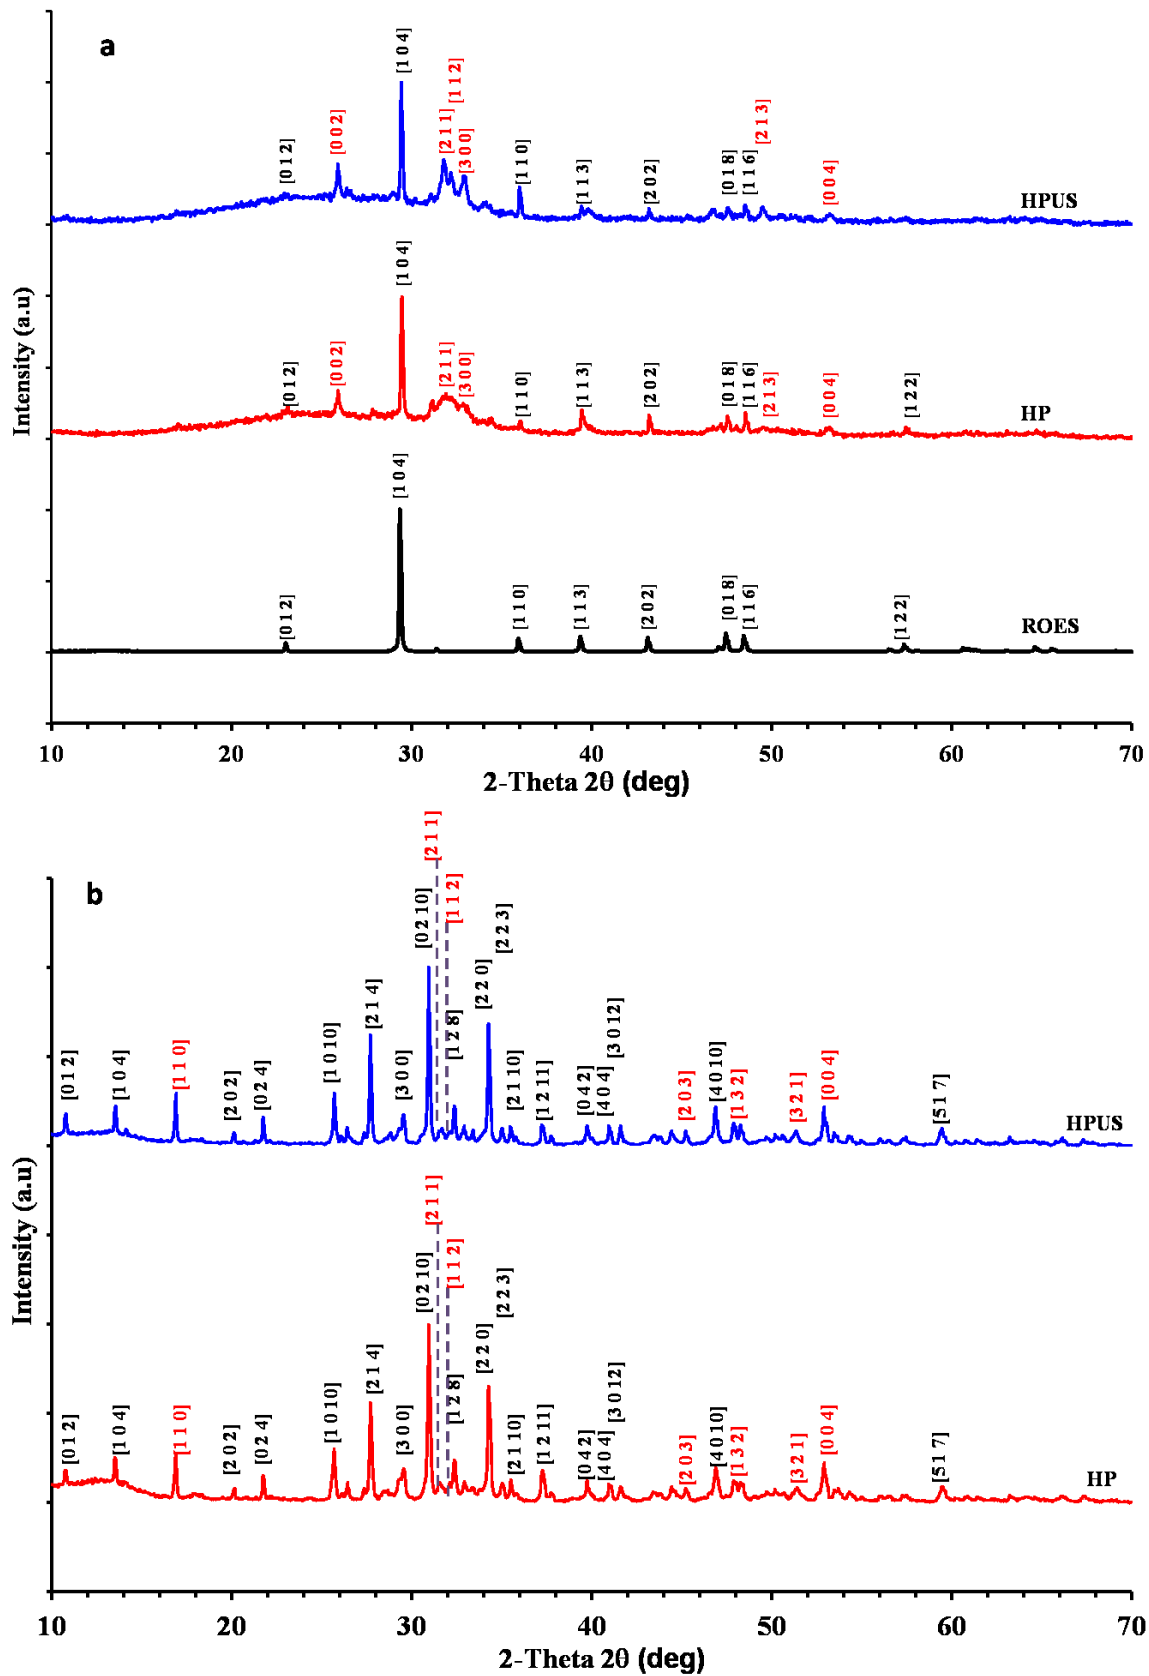 a
Intensity (a.u)
[0 1 2]
[0 0 2]
[1 0 4]
[2 1 1]
[1 1 2]
[3 0 0]
[1 1 0]
[1 1 3]
[2 0 2]
[0 1 8]
[1 1 6]
[2 1 3]
[0 0 4]
HPUS
[0 1 2]
[0 0 2]
[1 0 4]
[2 1 1]
[3 0 0]
[1 1 0]
[1 1 3]
[2 0 2]
[0 1 8]
[1 1 6]
[2 1 3]
[0 0 4]
[1 2 2]
HP
[0 1 2]
[1 0 4]
[1 1 0]
[1 1 3]
[2 0 2]
[0 1 8]
[1 1 6]
[1 2 2]
ROES
10 20 30 40 50 60 70
2-Theta 2θ (deg)
b
Intensity (a.u)
[0 1 2]
[1 0 4]
[1 1 0]
[2 0 2]
[0 2 4]
[1 0 10]
[2 1 4]
[3 0 0]
[0 2 10]
[2 1 1]
[1 1 2]
[1 2 8]
[2 2 0]
[2 2 3]
[2 1 10]
[1 2 11]
[0 4 2]
[4 0 4]
[3 0 12]
[2 0 3]
[4 0 10]
[1 3 2]
[3 2 1]
[0 0 4]
[5 1 7]
HPUS
[0 1 2]
[1 0 4]
[1 1 0]
[2 0 2]
[0 2 4]
[1 0 10]
[2 1 4]
[3 0 0]
[0 2 10]
[2 1 1]
[1 1 2]
[1 2 8]
[2 2 0]
[2 2 3]
[2 1 10]
[1 2 11]
[0 4 2]
[4 0 4]
[3 0 12]
[2 0 3]
[4 0 10]
[1 3 2]
[3 2 1]
[0 0 4]
[5 1 7]
HP
10 20 30 40 50 60 70
2-Theta 2θ (deg)